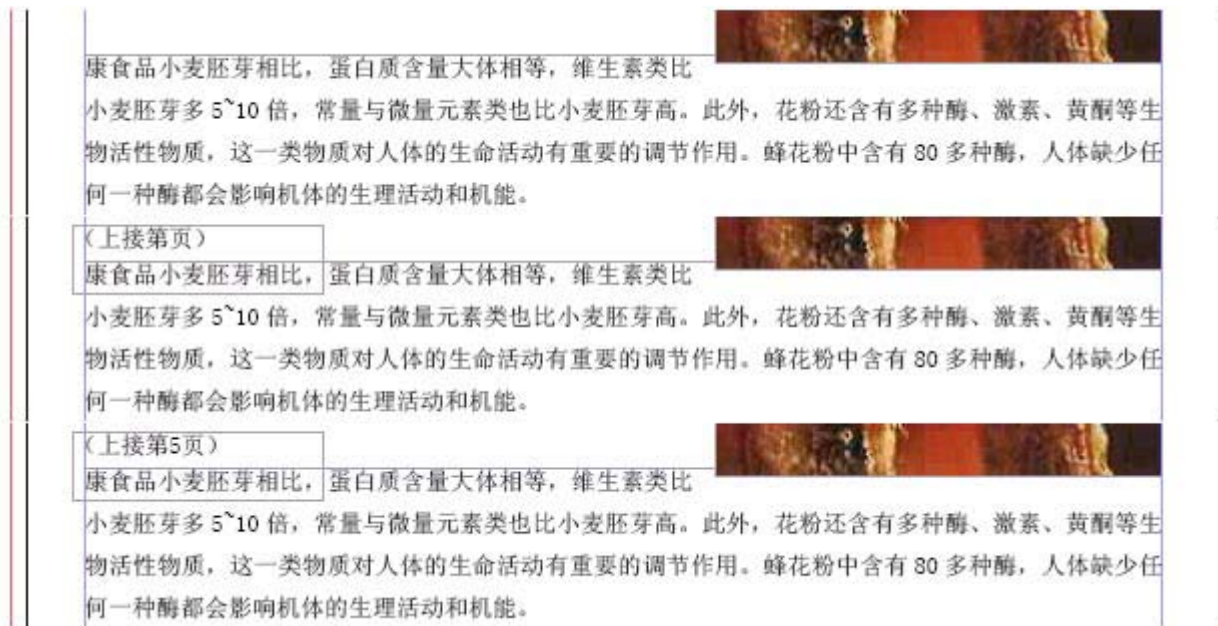 康食品小麦胚芽相比，蛋白质含量大体相等，维生素类比
小麦胚芽多 5~10 倍，常量与微量元素类也比小麦胚芽高。此外，花粉还含有多种酶、激素、黄酮等生
物活性物质，这一类物质对人体的生命活动有重要的调节作用。蜂花粉中含有 80 多种酶，人体缺少任
何一种酶都会影响机体的生理活动和机能。
（上接第页）
康食品小麦胚芽相比，蛋白质含量大体相等，维生素类比
小麦胚芽多 5~10 倍，常量与微量元素类也比小麦胚芽高。此外，花粉还含有多种酶、激素、黄酮等生
物活性物质，这一类物质对人体的生命活动有重要的调节作用。蜂花粉中含有 80 多种酶，人体缺少任
何一种酶都会影响机体的生理活动和机能。
（上接第5页）
康食品小麦胚芽相比，蛋白质含量大体相等，维生素类比
小麦胚芽多 5~10 倍，常量与微量元素类也比小麦胚芽高。此外，花粉还含有多种酶、激素、黄酮等生
物活性物质，这一类物质对人体的生命活动有重要的调节作用。蜂花粉中含有 80 多种酶，人体缺少任
何一种酶都会影响机体的生理活动和机能。